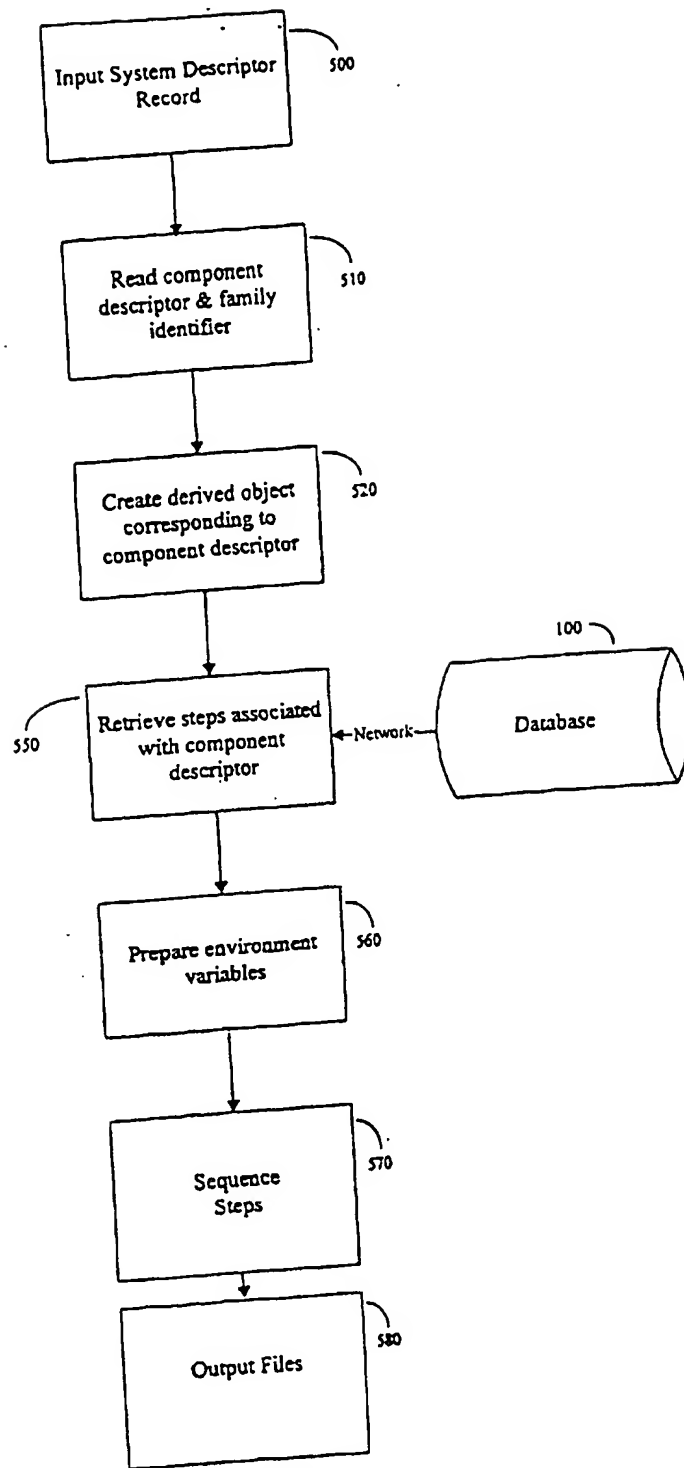 Input System Descriptor
Record
500
Read component
descriptor & family
identifier
510
Create derived object
corresponding to
component descriptor
520
Retrieve steps associated
with component
descriptor
550
Network
Database
100
Prepare environment
variables
560
Sequence
Steps
570
Output Files
580